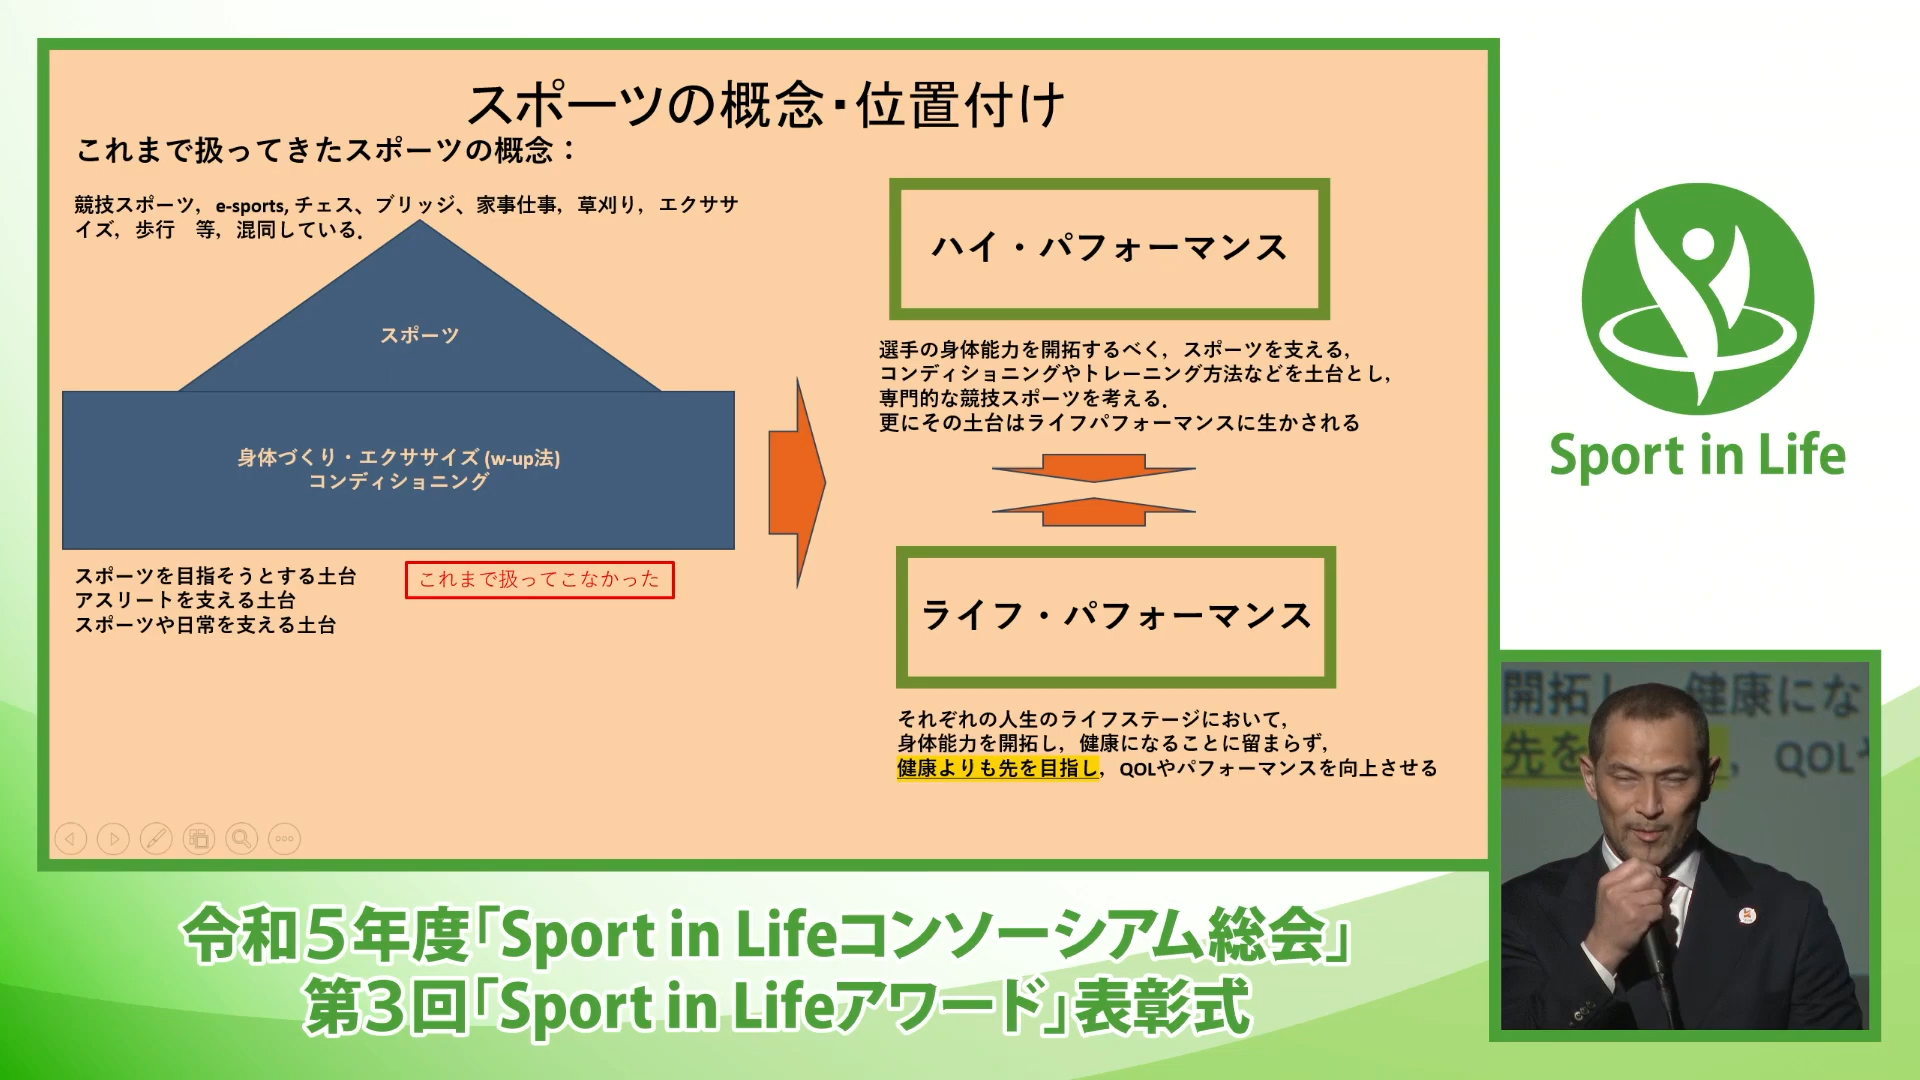 スポーツの概念・位置付け
これまで扱ってきたスポーツの概念：
競技スポーツ，e-sports, チェス、ブリッジ、家事仕事，草刈り，エクササ
イズ，歩行　等，混同している．
スポーツ
身体づくり・エクササイズ (w-up法)
コンディショニング
スポーツを目指そうとする土台
アスリートを支える土台
スポーツや日常を支える土台
これまで扱ってこなかった
ハイ・パフォーマンス
選手の身体能力を開拓するべく，スポーツを支える，
コンディショニングやトレーニング方法などを土台とし，
専門的な競技スポーツを考える．
更にその土台はライフパフォーマンスに生かされる
ライフ・パフォーマンス
それぞれの人生のライフステージにおいて，
身体能力を開拓し，健康になることに留まらず，
健康よりも先を目指し，QOLやパフォーマンスを向上させる
Sport in Life
開拓し 健康にな
先を ，QOLや
令和５年度「Sport in Lifeコンソーシアム総会」
第３回「Sport in Lifeアワード」表彰式